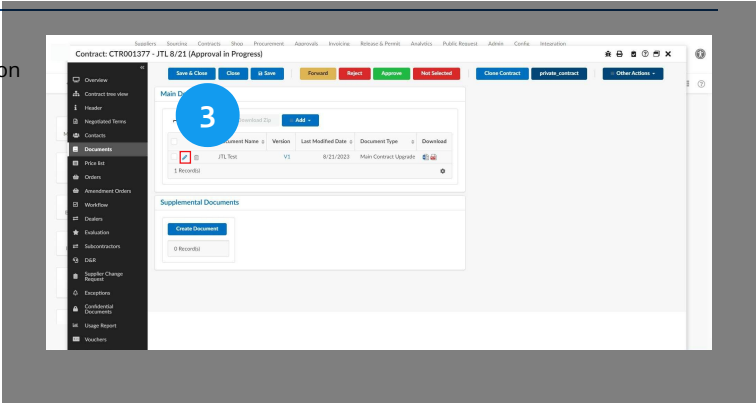 Suppliers Sourcing Contracts Shop Procurement Approvals Invoicing Release & Permit Analytics Public Request Admin Config Integration
Contract: CTR001377 - JTL 8/21 (Approval in Progress)
on
Save & Close Close Save Forward Reject Approve Not Selected Close Contract private_contract Other Actions
Overview
Contract tree view
Header
Negotiated Terms
Contacts
Documents
Price list
Orders
Amendment Orders
Workflow
Dealers
Evaluation
Subcontractors
D&R
Supplier Change
Request
Exceptions
Confidential
Documents
Usage Report
Vouchers
Main D
3
Download Zip Add
Document Name Version Last Modified Date Document Type Download
JTL Test V1 8/21/2023 Main Contract Upgrade
1 Record(s)
Supplemental Documents
Create Document
0 Record(s)